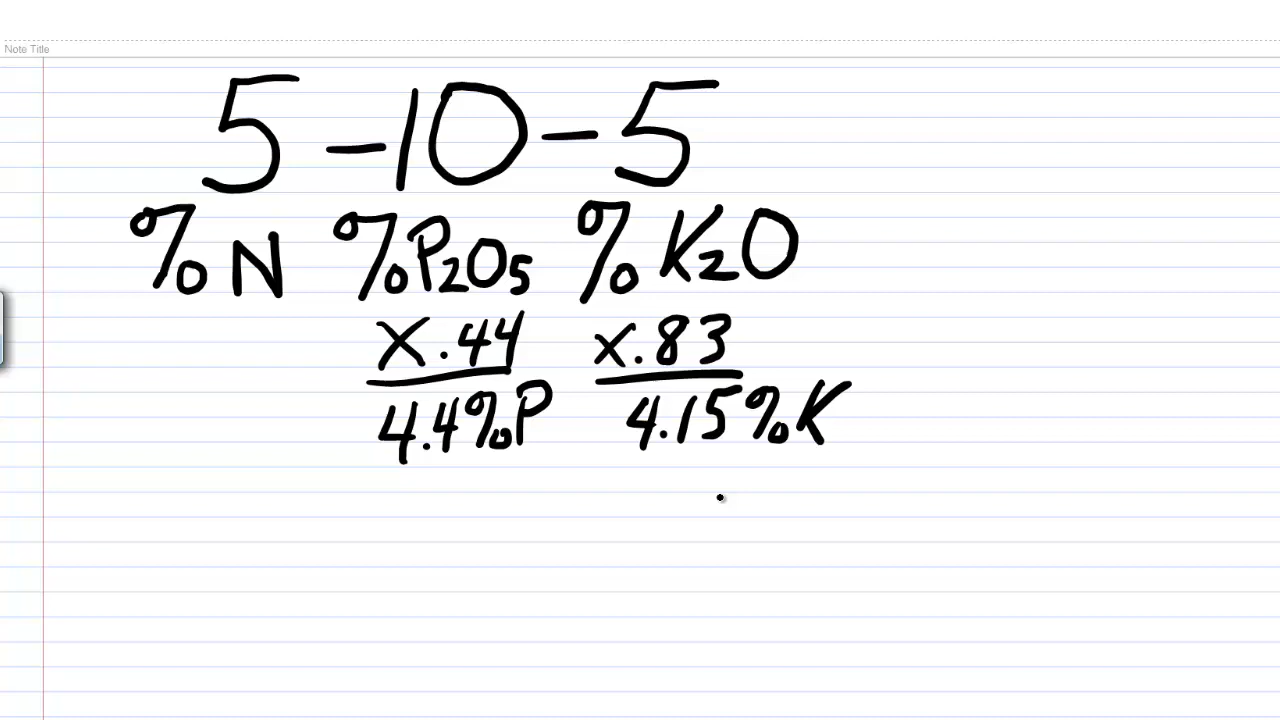 Note Title
5-10-5
%N %P2O5 %K2O
x.44 x.83
4.4%P 4.15%K